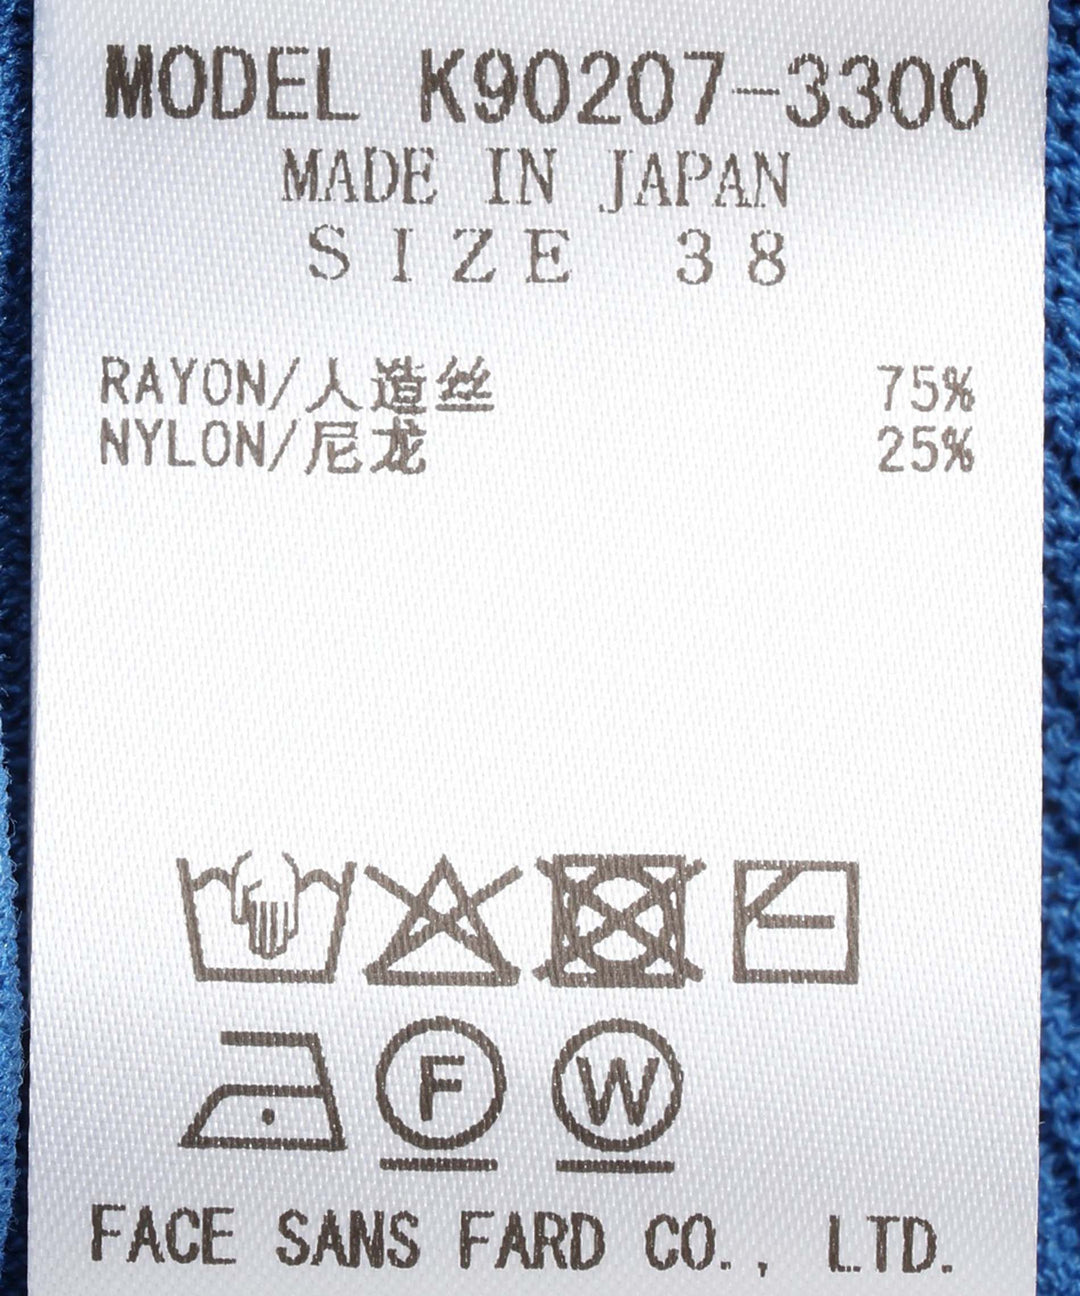 MODEL K90207-3300
MADE IN JAPAN
SIZE 38
RAYON/人造丝 75%
NYLON/尼龙 25%
F W
FACE SANS FARD CO., LTD.